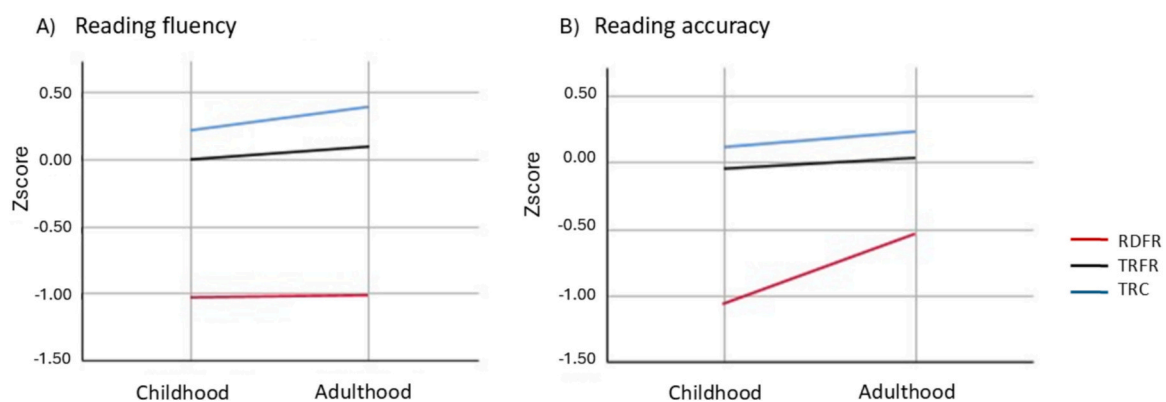 A) Reading fluency
0.50
0.00
-0.50
-1.00
-1.50
Zscore
Childhood Adulthood
B) Reading accuracy
0.50
0.00
-0.50
-1.00
-1.50
Zscore
Childhood Adulthood
RDFR
TRFR
TRC